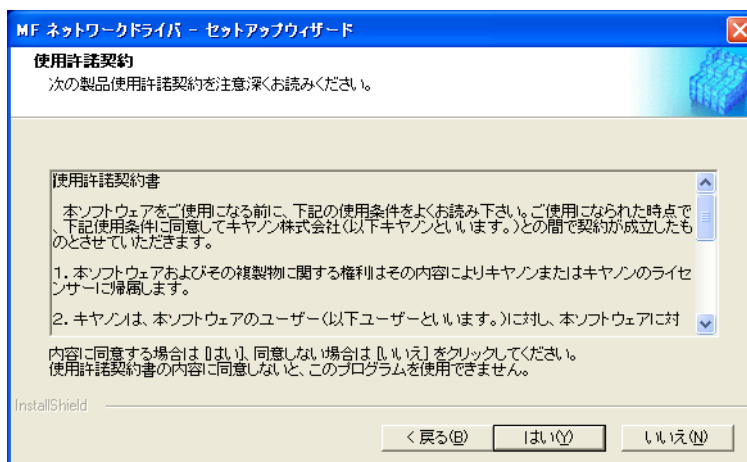 MF ネットワークドライバ - セットアップウィザード
使用許諾契約
次の製品使用許諾契約を注意深くお読みください。
使用許諾契約書
本ソフトウェアをご使用になる前に、下記の使用条件をよくお読み下さい。ご使用になられた時点で
、下記使用条件に同意してキヤノン株式会社(以下キヤノンといいます。)との間で契約が成立したも
のとさせていただきます。
1. 本ソフトウェアおよびその複製物に関する権利はその内容によりキヤノンまたはキヤノンのライセ
ンサーに帰属します。
2. キヤノンは、本ソフトウェアのユーザー(以下ユーザーといいます。)に対し、本ソフトウェアに対
内容に同意する場合は [はい]、同意しない場合は [いいえ] をクリックしてください。
使用許諾契約書の内容に同意しないと、このプログラムを使用できません。
InstallShield
< 戻る(B) はい(Y) いいえ(N)